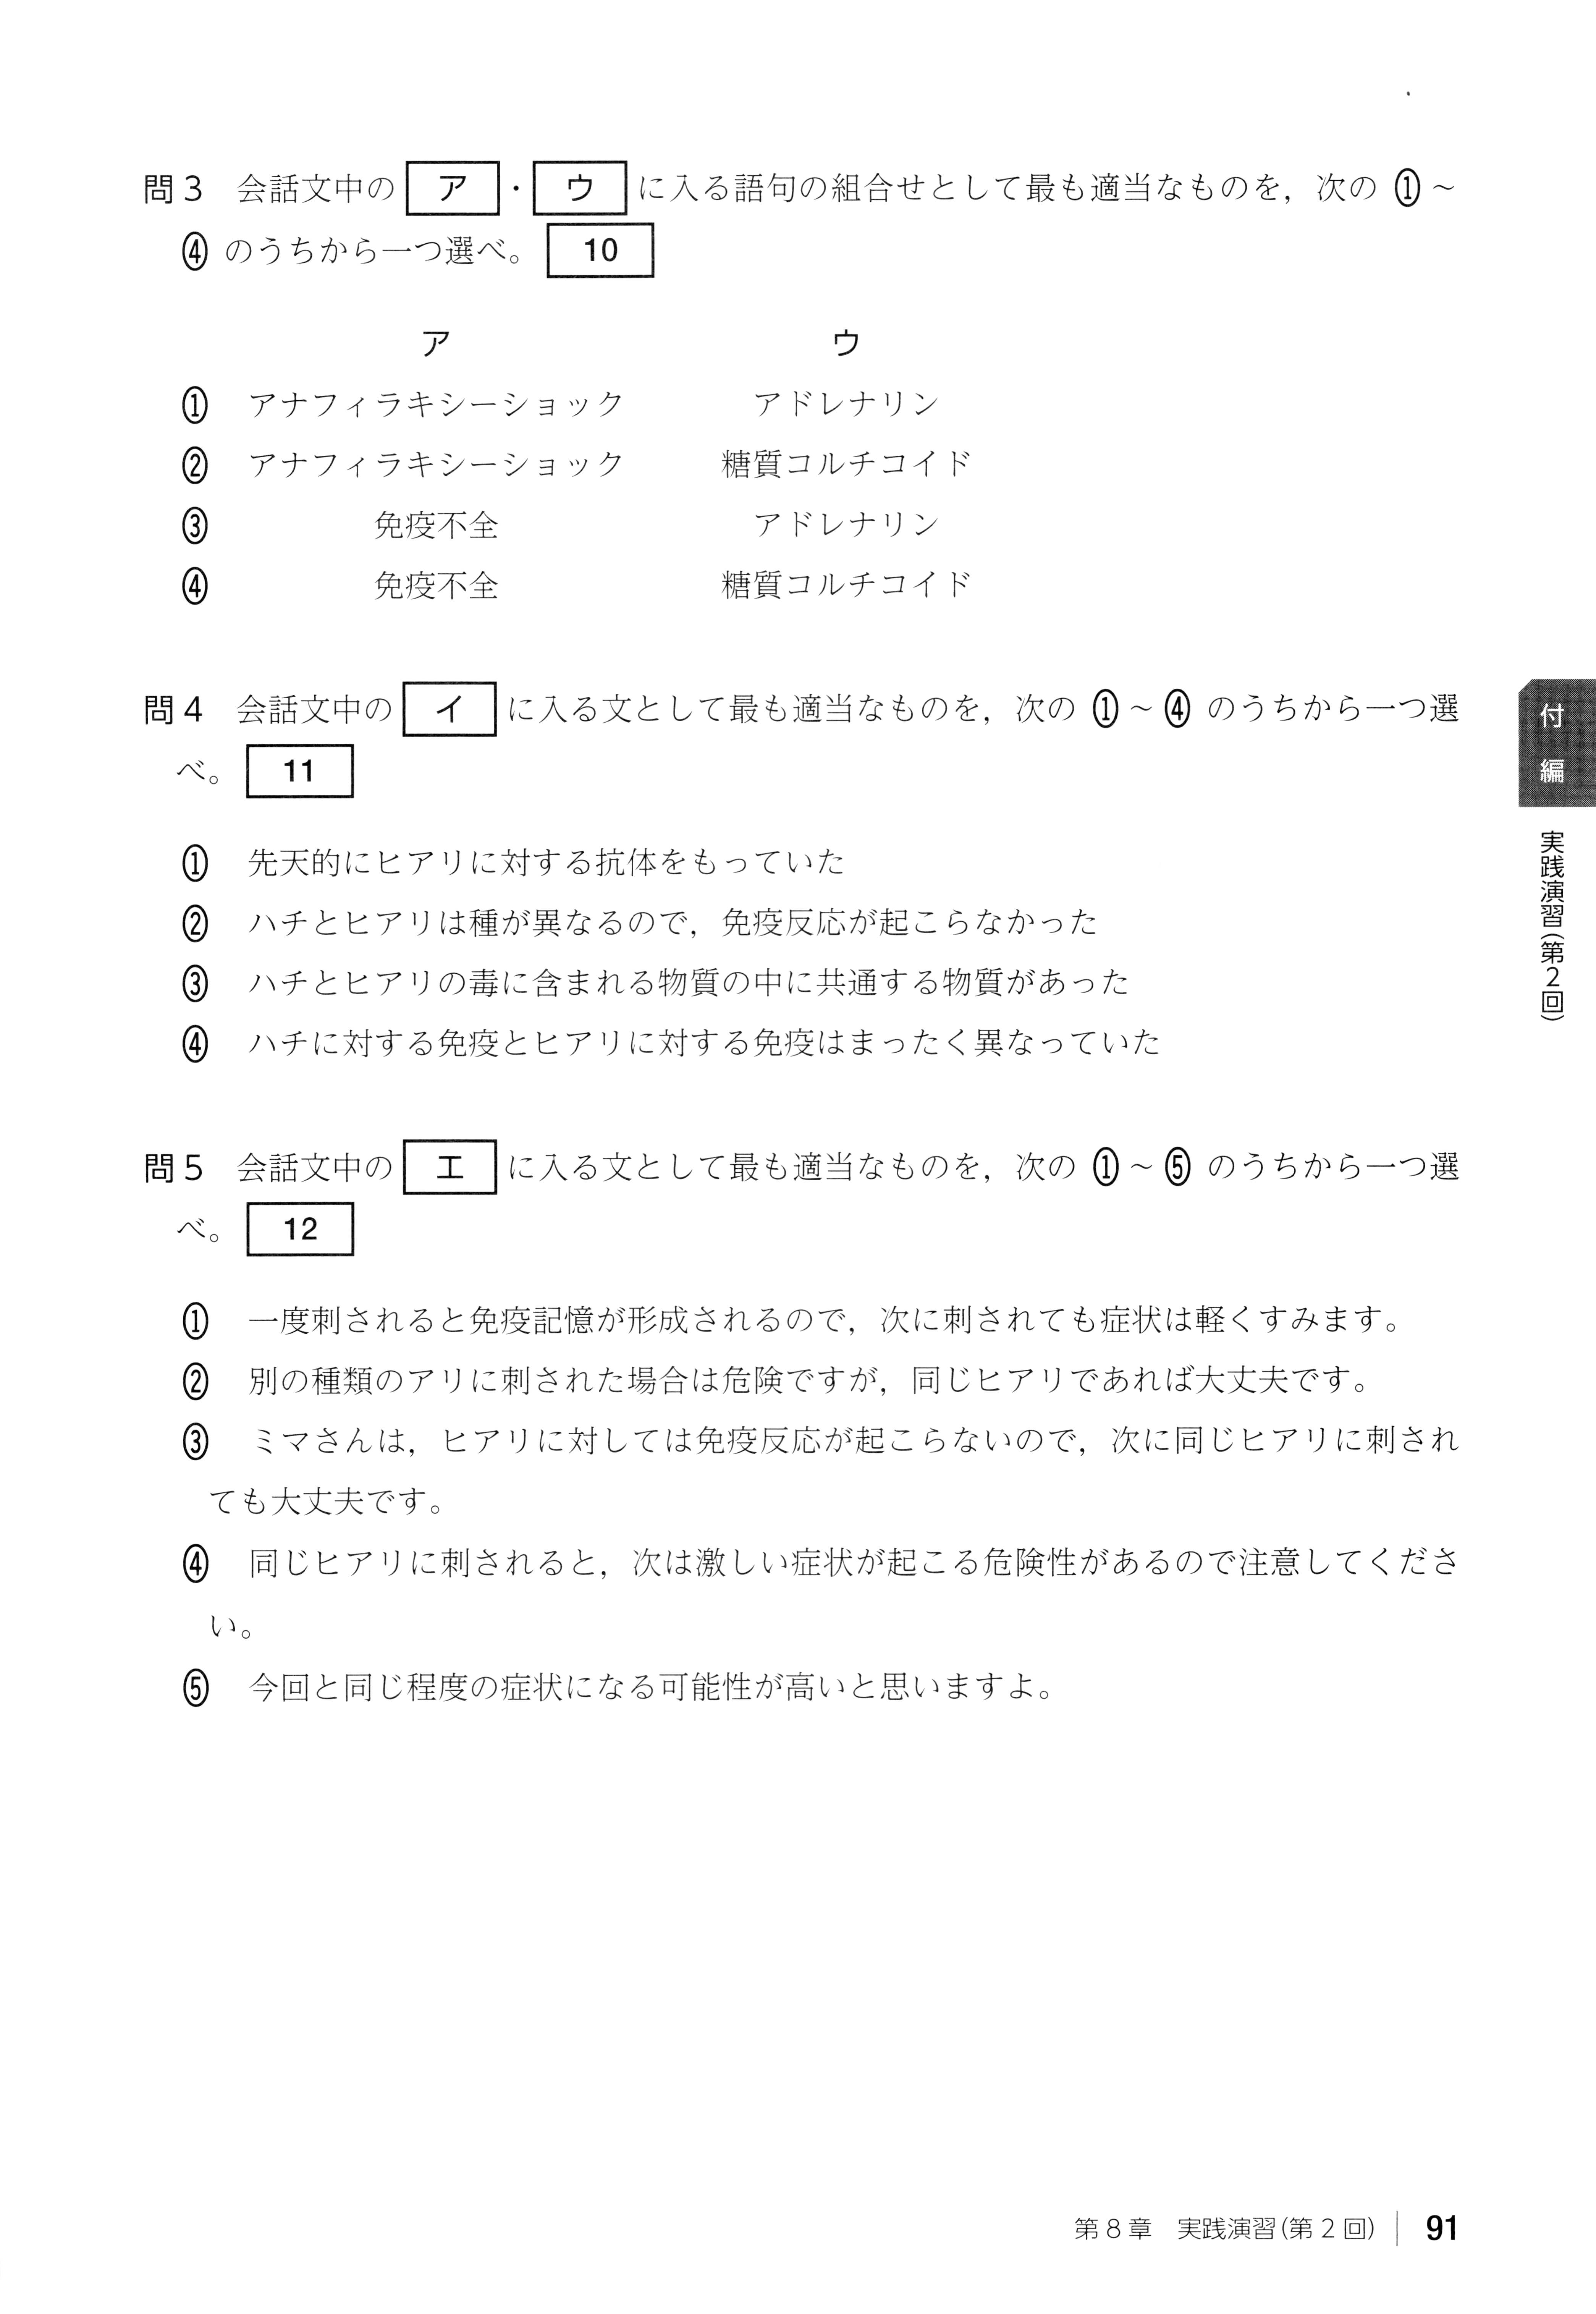 問3 会話文中の ア ・ ウ に入る語句の組合せとして最も適当なものを，次の ①～
④ のうちから一つ選べ。 10
ア ウ
① アナフィラキシーショック アドレナリン
② アナフィラキシーショック 糖質コルチコイド
③ 免疫不全 アドレナリン
④ 免疫不全 糖質コルチコイド
問4 会話文中の イ に入る文として最も適当なものを，次の ①～④ のうちから一つ選
べ。 11
① 先天的にヒアリに対する抗体をもっていた
② ハチとヒアリは種が異なるので，免疫反応が起こらなかった
③ ハチとヒアリの毒に含まれる物質の中に共通する物質があった
④ ハチに対する免疫とヒアリに対する免疫はまったく異なっていた
問5 会話文中の エ に入る文として最も適当なものを，次の ①～⑤ のうちから一つ選
べ。 12
① 一度刺されると免疫記憶が形成されるので，次に刺されても症状は軽くすみます。
② 別の種類のアリに刺された場合は危険ですが，同じヒアリであれば大丈夫です。
③ ミマさんは，ヒアリに対しては免疫反応が起こらないので，次に同じヒアリに刺され
ても大丈夫です。
④ 同じヒアリに刺されると，次は激しい症状が起こる危険性があるので注意してくださ
い。
⑤ 今回と同じ程度の症状になる可能性が高いと思いますよ。
付編
実践演習(第2回)
第8章 実践演習(第2回) 91